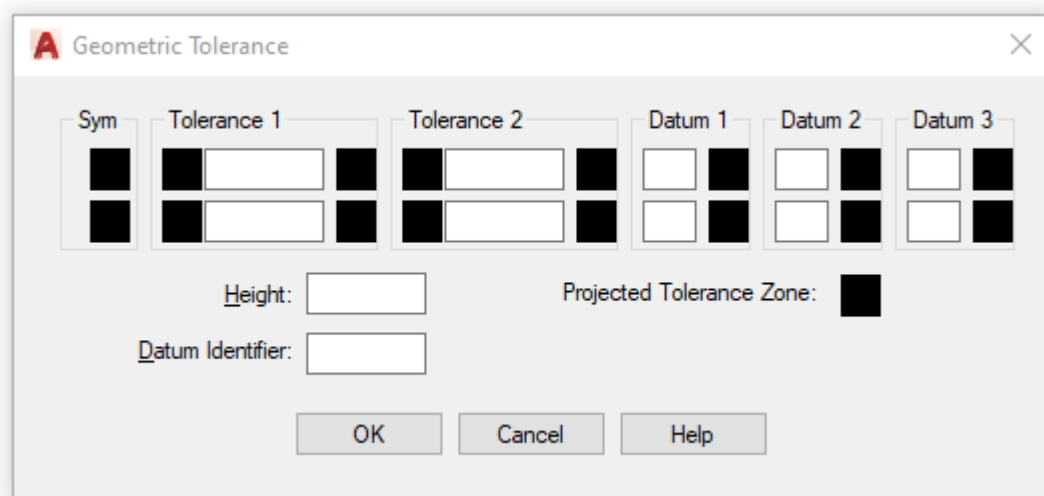 Geometric Tolerance
Sym Tolerance 1 Tolerance 2 Datum 1 Datum 2 Datum 3
Height: Projected Tolerance Zone:
Datum Identifier:
OK Cancel Help